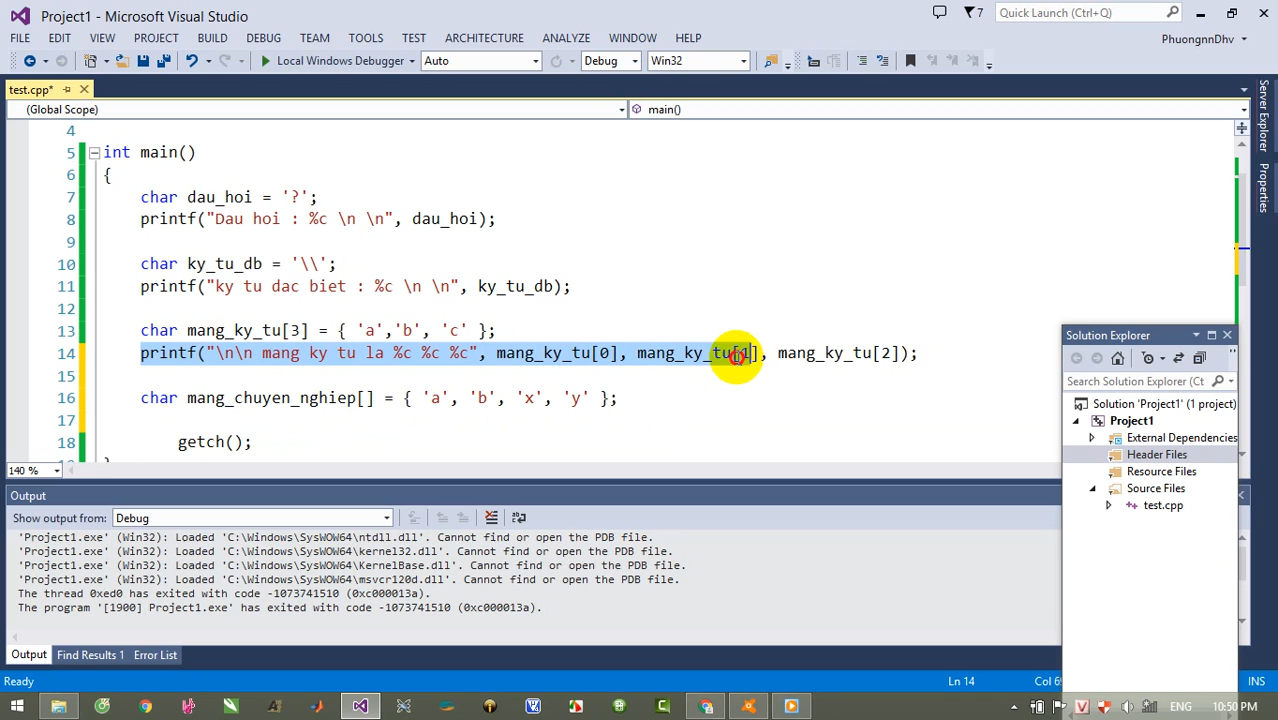 Project1 - Microsoft Visual Studio
7
Quick Launch (Ctrl+Q)
FILE EDIT VIEW PROJECT BUILD DEBUG TEAM TOOLS TEST ARCHITECTURE ANALYZE WINDOW HELP
PhuongnnDhv
Local Windows Debugger Auto Debug Win32
test.cpp*
(Global Scope) main()
4
5 int main()
6 {
7 char dau_hoi = '?';
8 printf("Dau hoi : %c \n \n", dau_hoi);
9
10 char ky_tu_db = '\\';
11 printf("ky tu dac biet : %c \n \n", ky_tu_db);
12
13 char mang_ky_tu[3] = { 'a','b', 'c' };
14 printf("\n\n mang ky tu la %c %c %c", mang_ky_tu[0], mang_ky_tu[1], mang_ky_tu[2]);
15
16 char mang_chuyen_nghiep[] = { 'a', 'b', 'x', 'y' };
17
18 getch();
140 %
Server Explorer
Properties
Solution Explorer
Search Solution Explorer (Ctrl+
Solution 'Project1' (1 project)
Project1
External Dependencies
Header Files
Resource Files
Source Files
test.cpp
Output
Show output from: Debug
'Project1.exe' (Win32): Loaded 'C:\Windows\SysWOW64\ntdll.dll'. Cannot find or open the PDB file.
'Project1.exe' (Win32): Loaded 'C:\Windows\SysWOW64\kernel32.dll'. Cannot find or open the PDB file.
'Project1.exe' (Win32): Loaded 'C:\Windows\SysWOW64\KernelBase.dll'. Cannot find or open the PDB file.
'Project1.exe' (Win32): Loaded 'C:\Windows\SysWOW64\msvcr120d.dll'. Cannot find or open the PDB file.
The thread 0xed0 has exited with code -1073741510 (0xc000013a).
The program '[1900] Project1.exe' has exited with code -1073741510 (0xc000013a).
Output Find Results 1 Error List
Ready Ln 14 Col 69 INS
ENG 10:50 PM